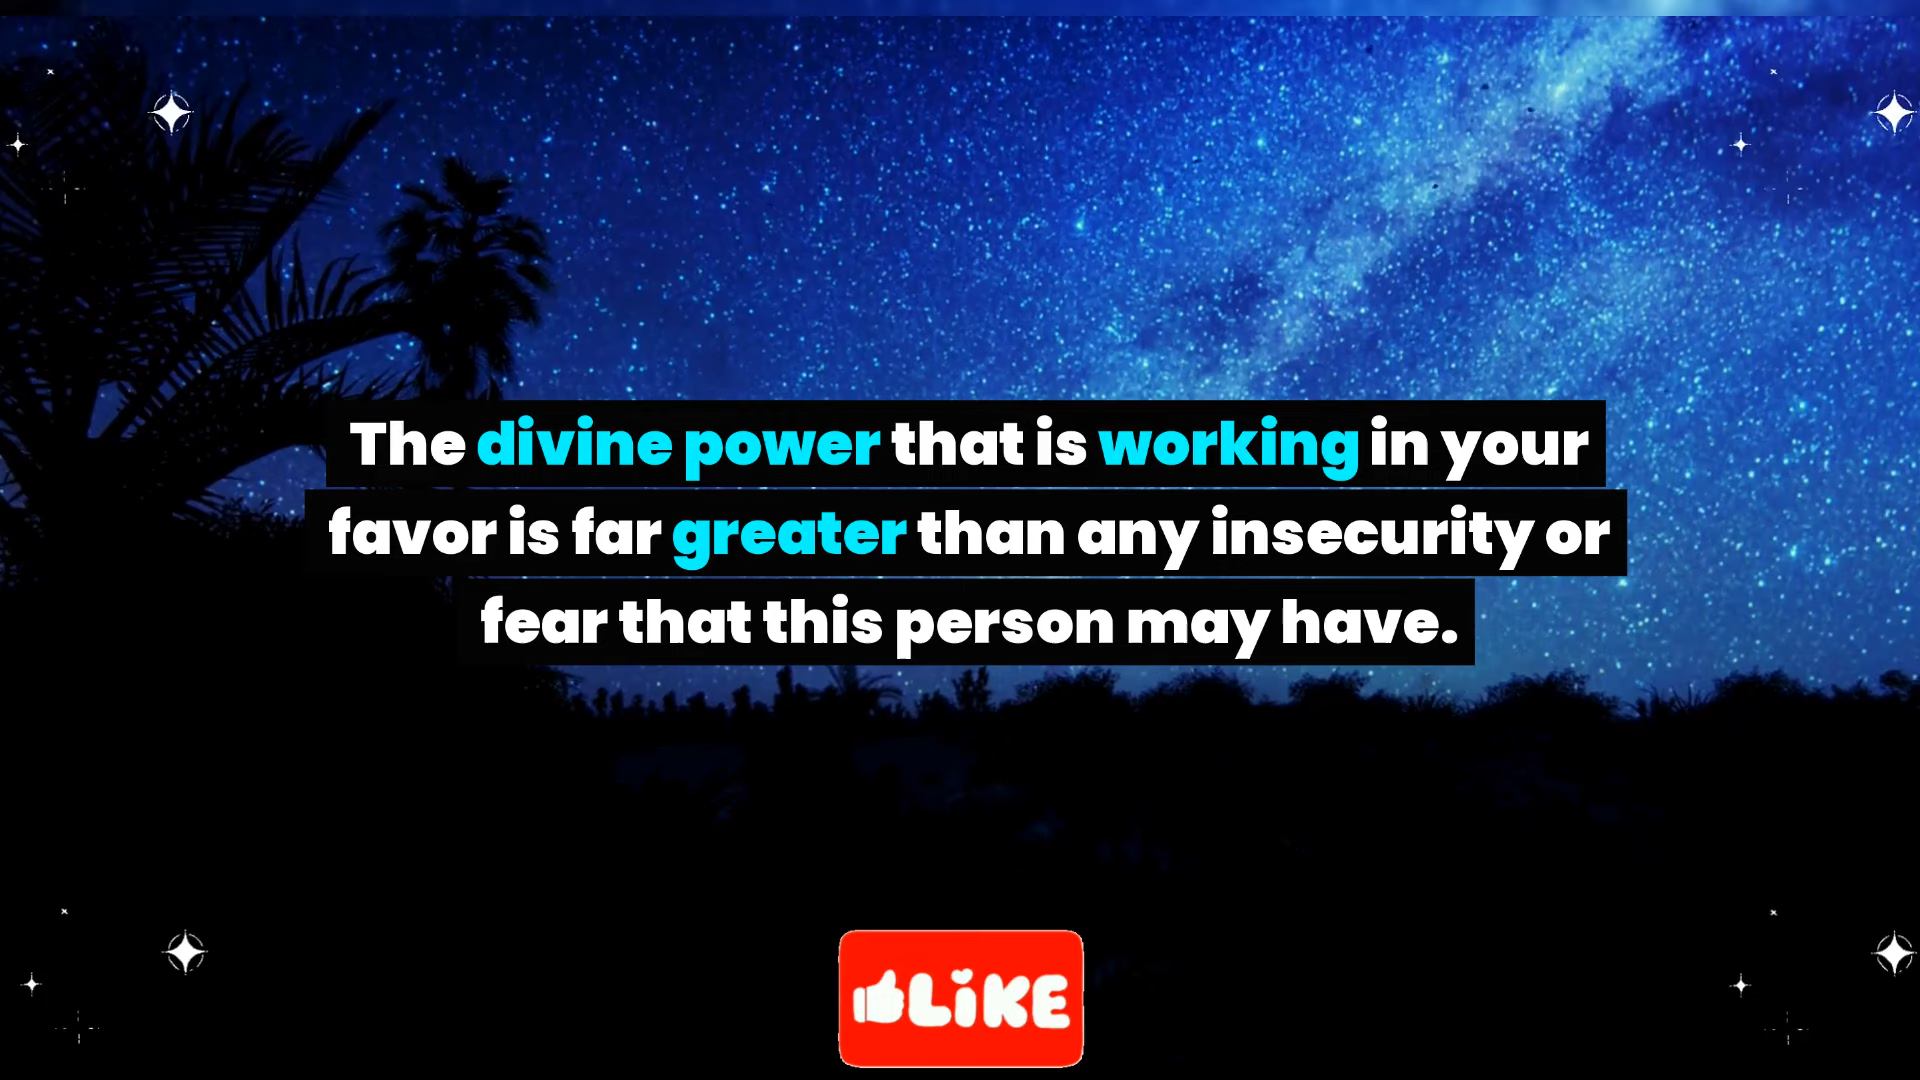 The divine power that is working in your
favor is far greater than any insecurity or
fear that this person may have.
LiKE